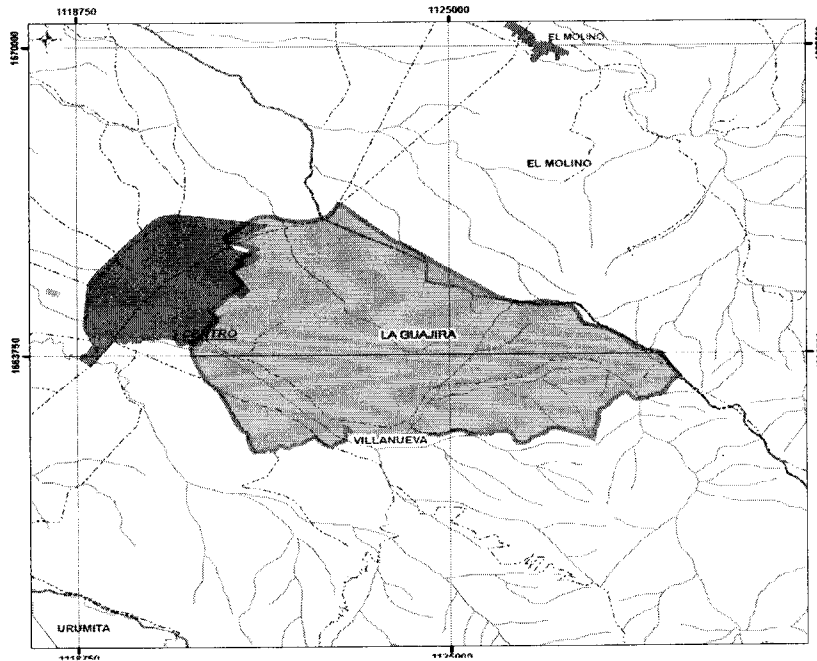 1118750 1125000
EL MOLINO
1670000
EL MOLINO
CENTRO
LA GUAJIRA
1663750
VILLANUEVA
URUMITA
1118750 1125000